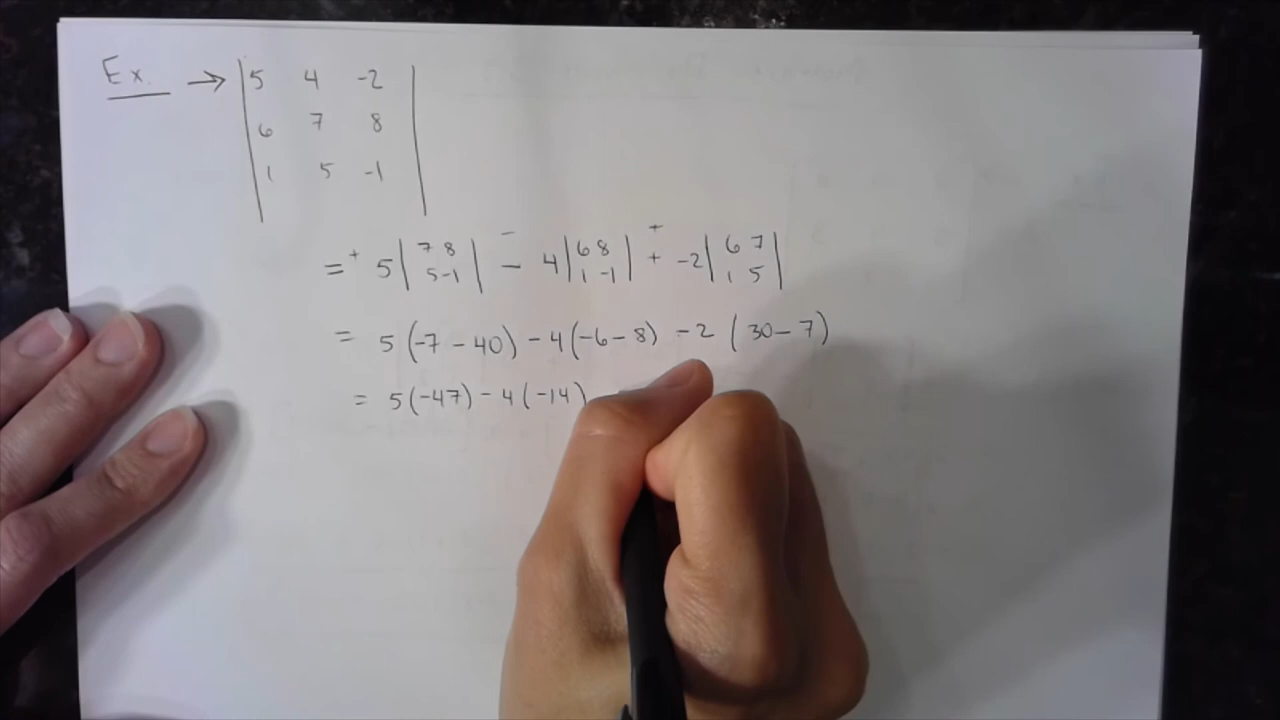 Ex. → | 5 4 -2 |
| 6 7 8 |
| 1 5 -1 |
= + 5 | 7 8 | - - 4 | 6 8 | + + -2 | 6 7 |
| 5 -1 | | 1 -1 | | 1 5 |
= 5(-7 - 40) - 4(-6 - 8) - 2 (30 - 7)
= 5(-47) - 4(-14)